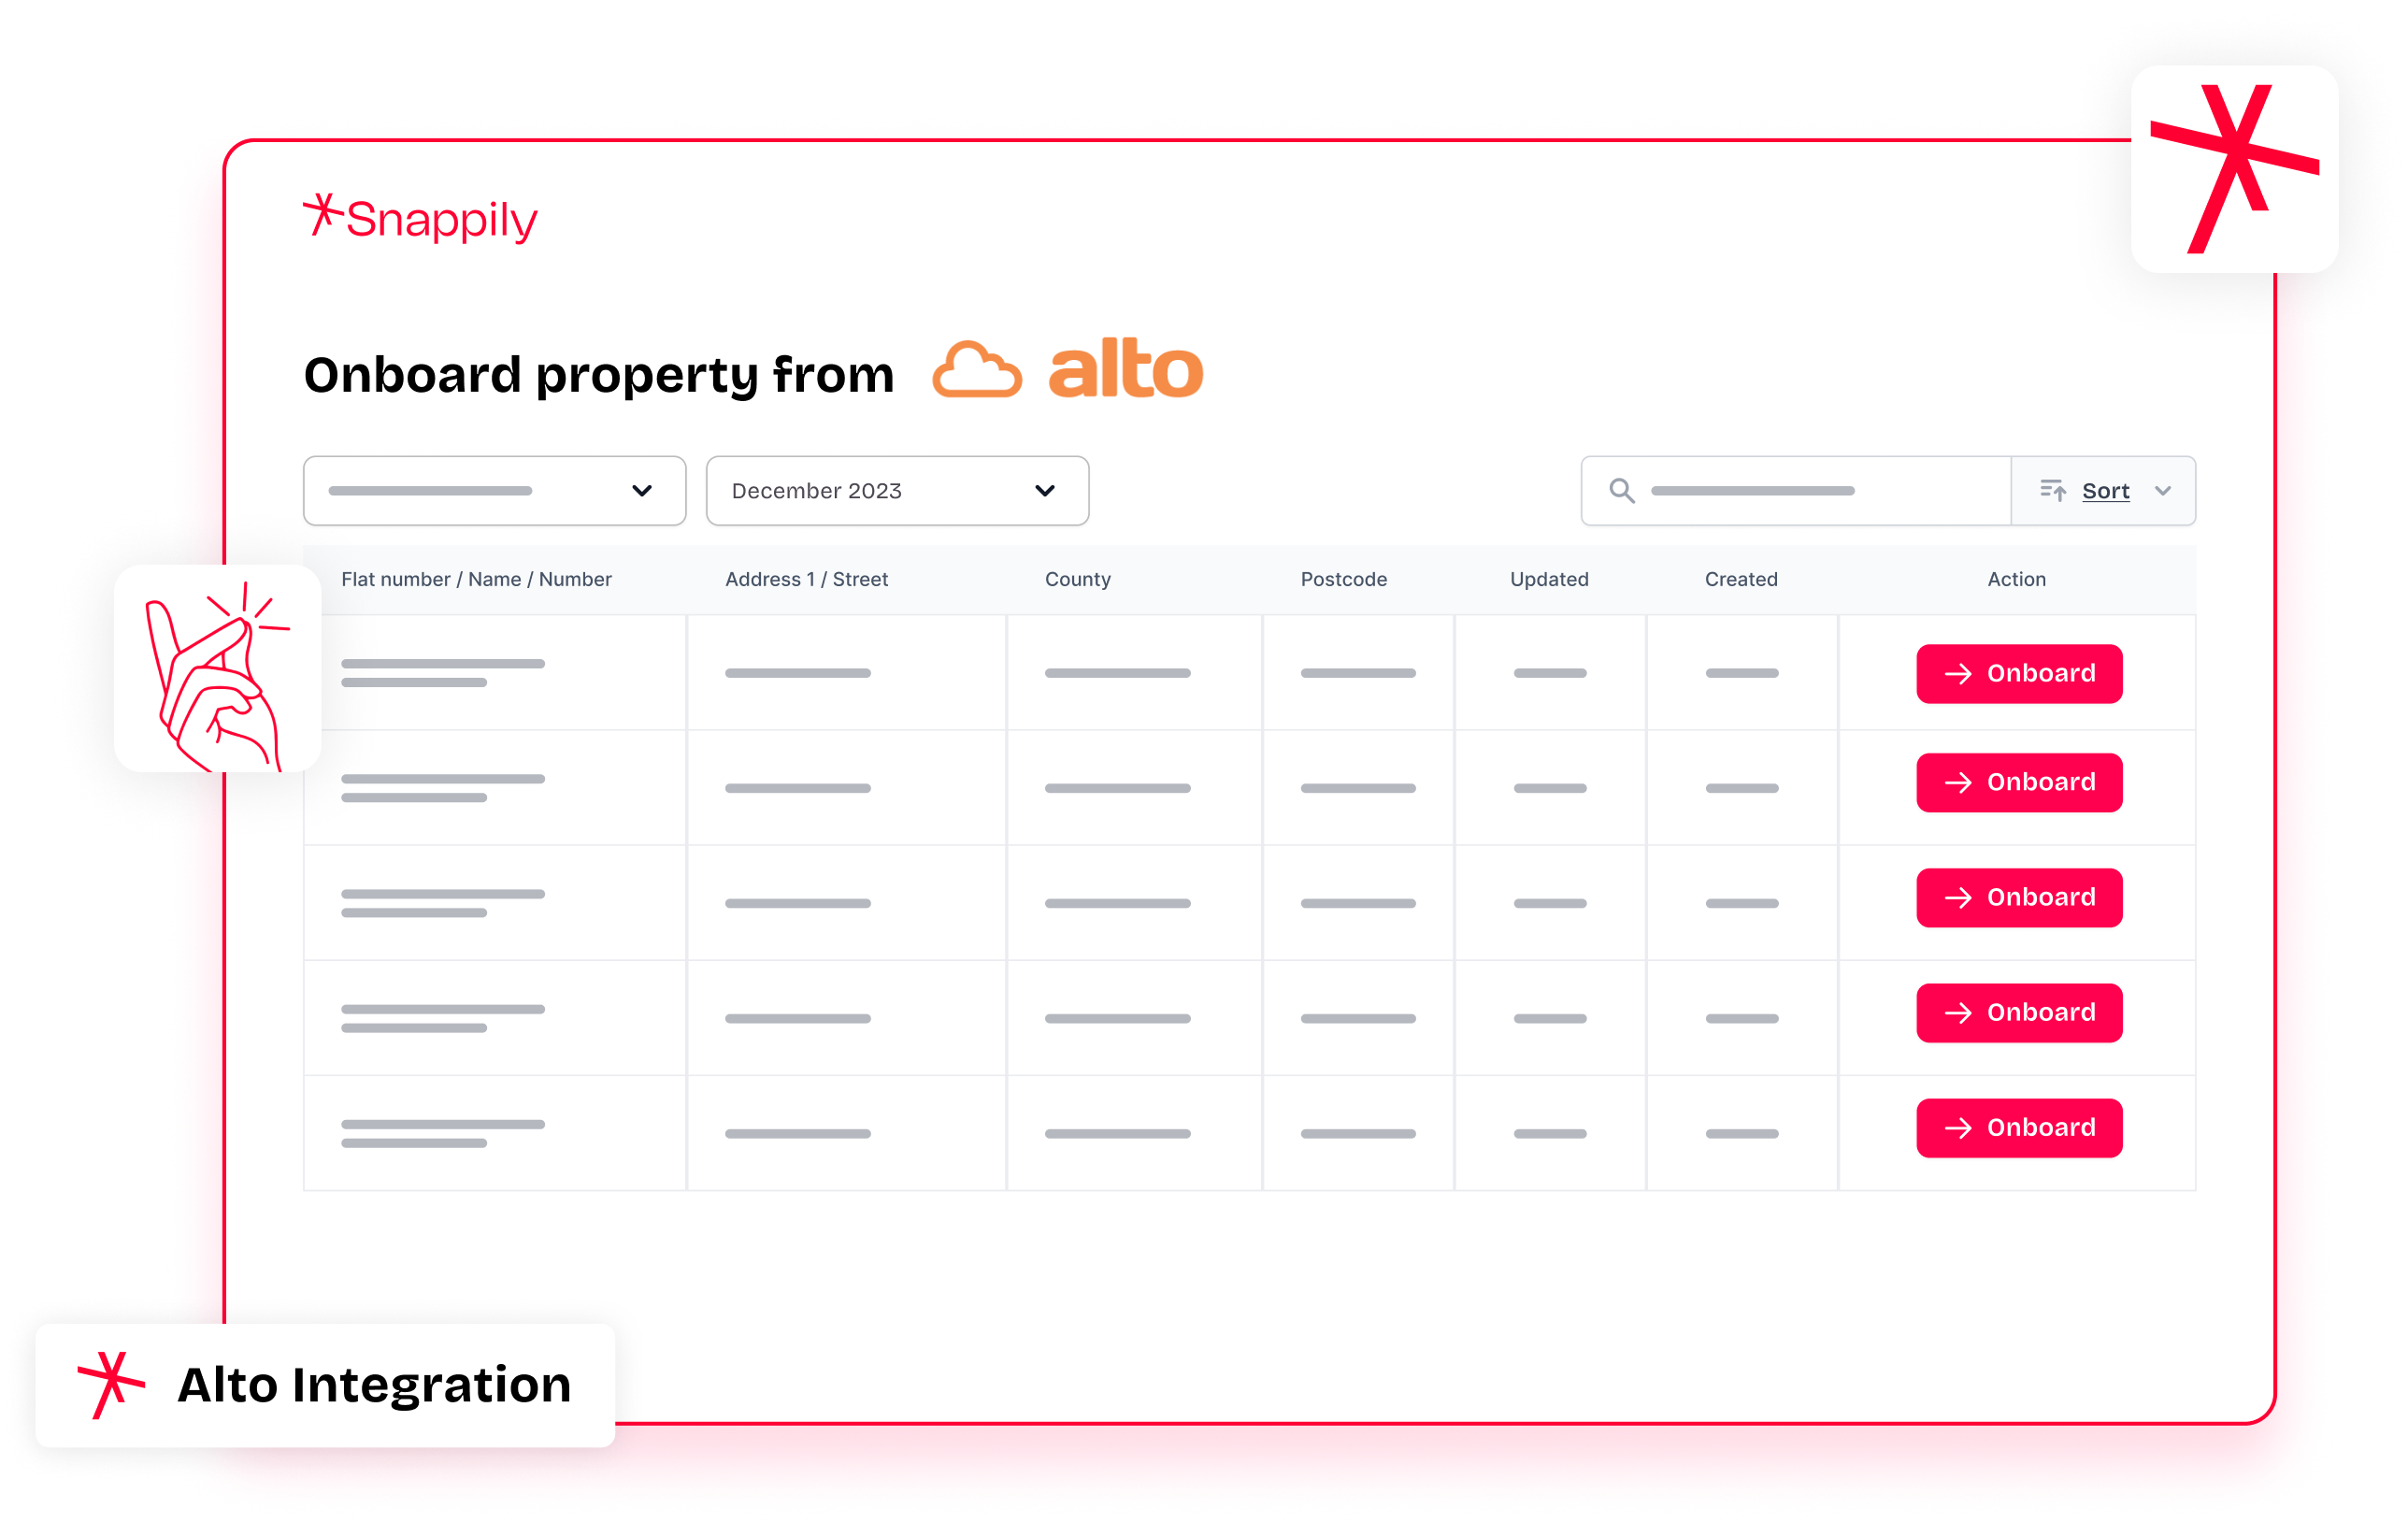 Snappily
Onboard property from alto
December 2023
Sort
Flat number / Name / Number Address 1 / Street County Postcode Updated Created Action
Onboard
Onboard
Onboard
Onboard
Onboard
Alto Integration